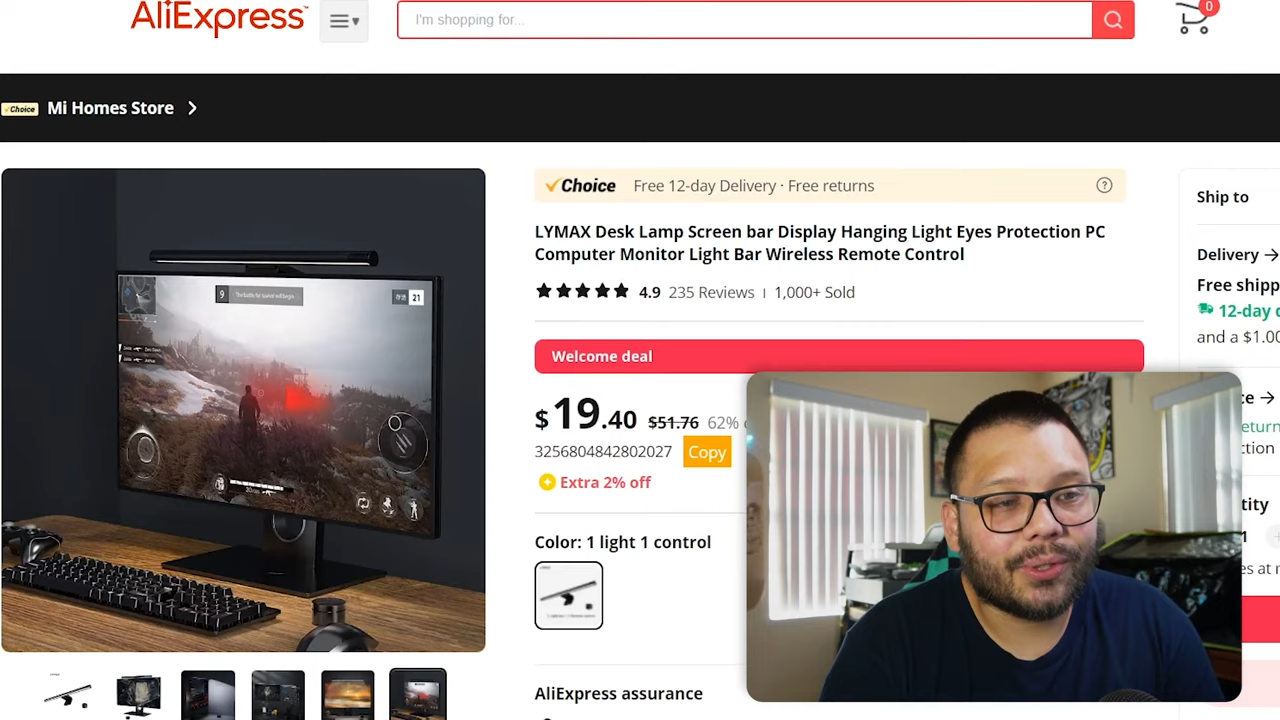 AliExpress
I'm shopping for...
0
Choice
Mi Homes Store
Choice Free 12-day Delivery · Free returns
Ship to
LYMAX Desk Lamp Screen bar Display Hanging Light Eyes Protection PC
Computer Monitor Light Bar Wireless Remote Control
Delivery
Free shipp
12-day d
and a $1.00
4.9 235 Reviews 1,000+ Sold
Welcome deal
$19.40 $51.76 62%
3256804842802027 Copy
Extra 2% off
Color: 1 light 1 control
AliExpress assurance
9
21